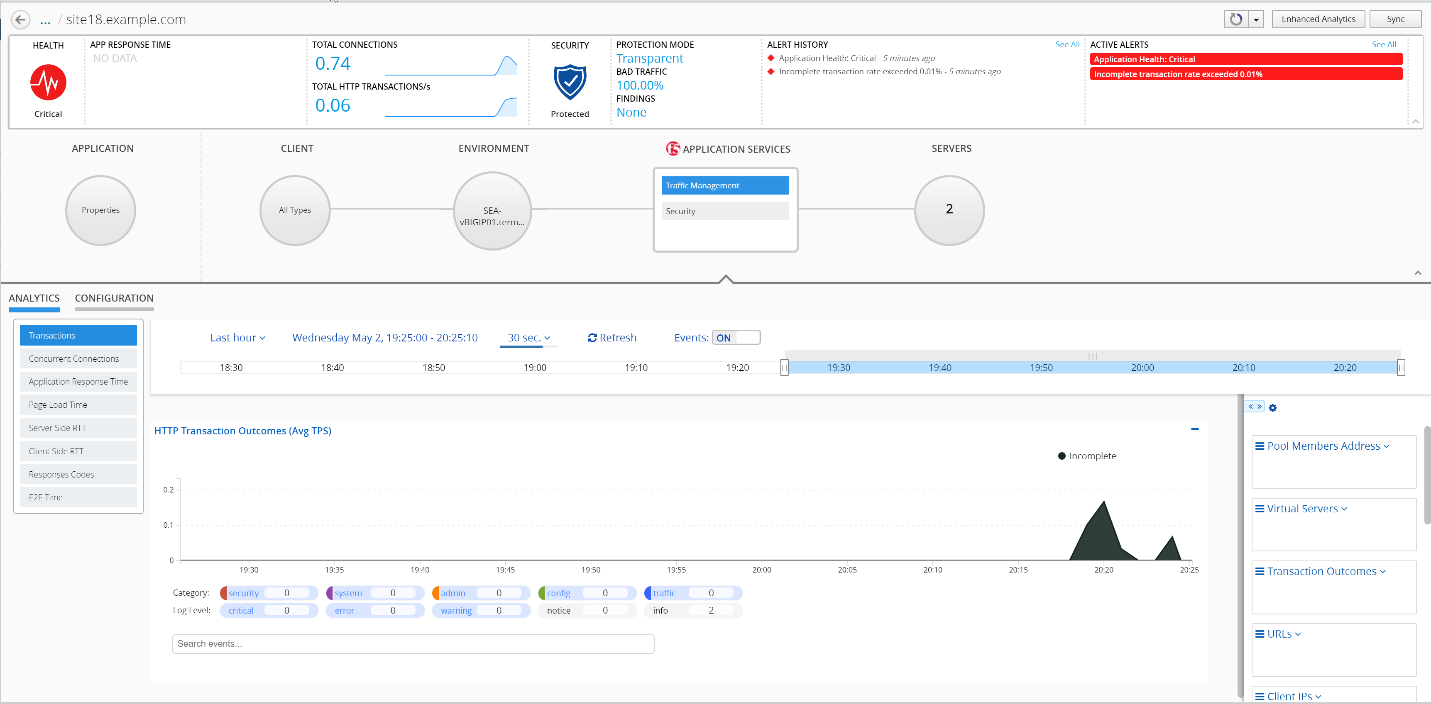 ... / site18.example.com
Enhanced Analytics
Sync
HEALTH
Critical
APP RESPONSE TIME
NO DATA
TOTAL CONNECTIONS
0.74
TOTAL HTTP TRANSACTIONS/s
0.06
SECURITY
Protected
PROTECTION MODE
Transparent
BAD TRAFFIC
100.00%
FINDINGS
None
ALERT HISTORY
See All
Application Health: Critical - 5 minutes ago
Incomplete transaction rate exceeded 0.01% - 5 minutes ago
ACTIVE ALERTS
See All
Application Health: Critical
Incomplete transaction rate exceeded 0.01%
APPLICATION
CLIENT
ENVIRONMENT
f5 APPLICATION SERVICES
SERVERS
Properties
All Types
SEA-
vBIGIP01.term...
Traffic Management
Security
2
ANALYTICS
CONFIGURATION
Transactions
Concurrent Connections
Application Response Time
Page Load Time
Server Side RTT
Client Side RTT
Responses Codes
E2E Time
Last hour
Wednesday May 2, 19:25:00 - 20:25:10
30 sec.
Refresh
Events: ON
18:30 18:40 18:50 19:00 19:10 19:20 19:30 19:40 19:50 20:00 20:10 20:20
HTTP Transaction Outcomes (Avg TPS)
Incomplete
0.2
0.1
0
19:30 19:35 19:40 19:45 19:50 19:55 20:00 20:05 20:10 20:15 20:20 20:25
Category: security 0 system 0 admin 0 config 0 traffic 0
Log Level: critical 0 error 0 warning 0 notice 0 info 2
Search events...
« »
Pool Members Address
Virtual Servers
Transaction Outcomes
URLs
Client IPs